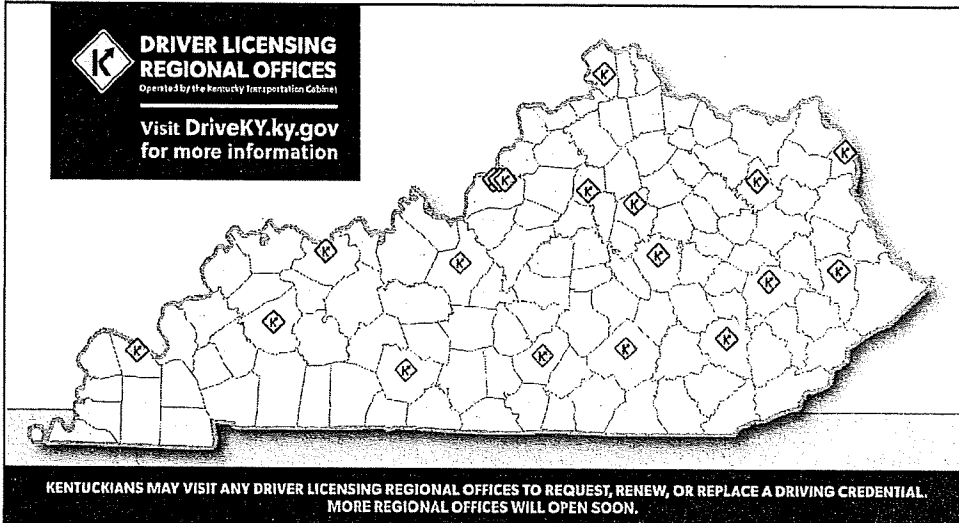 DRIVER LICENSING
REGIONAL OFFICES
Operated by the Kentucky Transportation Cabinet
Visit DriveKY.ky.gov
for more information
KENTUCKIANS MAY VISIT ANY DRIVER LICENSING REGIONAL OFFICES TO REQUEST, RENEW, OR REPLACE A DRIVING CREDENTIAL.
MORE REGIONAL OFFICES WILL OPEN SOON.